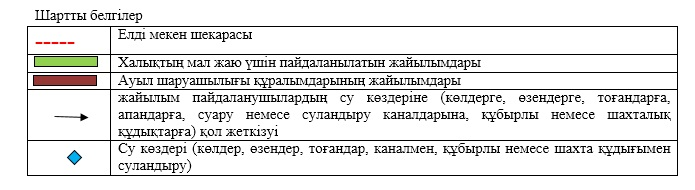 Шартты белгілер
Елді мекен шекарасы
Халықтың мал жаю үшін пайдаланылатын жайылымдары
Ауыл шаруашылығы құралымдарының жайылымдары
жайылым пайдаланушылардың су көздеріне (көлдерге, өзендерге, тоғандарға,
апандарға, суару немесе суландыру каналдарына, құбырлы немесе шахталық
құдықтарға) қол жеткізуі
Су көздері (көлдер, өзендер, тоғандар, каналмен, құбырлы немесе шахта құдығымен
суландыру)